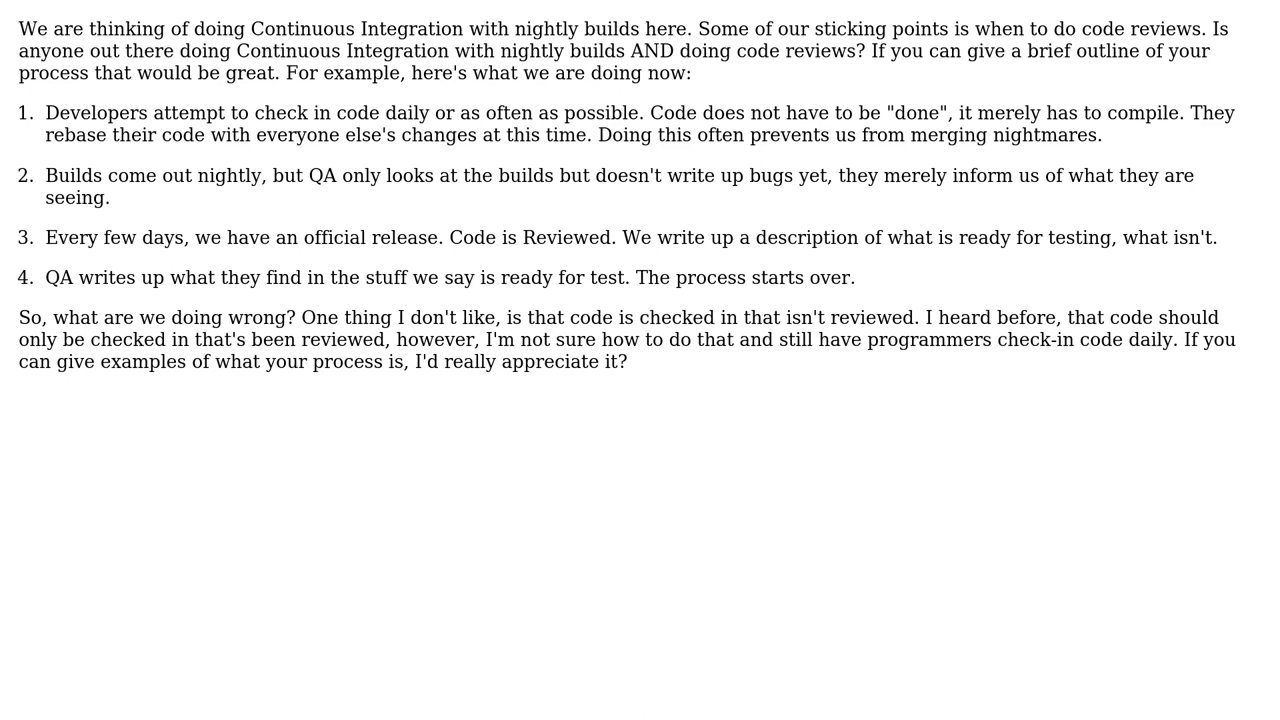 We are thinking of doing Continuous Integration with nightly builds here. Some of our sticking points is when to do code reviews. Is
anyone out there doing Continuous Integration with nightly builds AND doing code reviews? If you can give a brief outline of your
process that would be great. For example, here's what we are doing now:
1. Developers attempt to check in code daily or as often as possible. Code does not have to be "done", it merely has to compile. They
rebase their code with everyone else's changes at this time. Doing this often prevents us from merging nightmares.
2. Builds come out nightly, but QA only looks at the builds but doesn't write up bugs yet, they merely inform us of what they are
seeing.
3. Every few days, we have an official release. Code is Reviewed. We write up a description of what is ready for testing, what isn't.
4. QA writes up what they find in the stuff we say is ready for test. The process starts over.
So, what are we doing wrong? One thing I don't like, is that code is checked in that isn't reviewed. I heard before, that code should
only be checked in that's been reviewed, however, I'm not sure how to do that and still have programmers check-in code daily. If you
can give examples of what your process is, I'd really appreciate it?